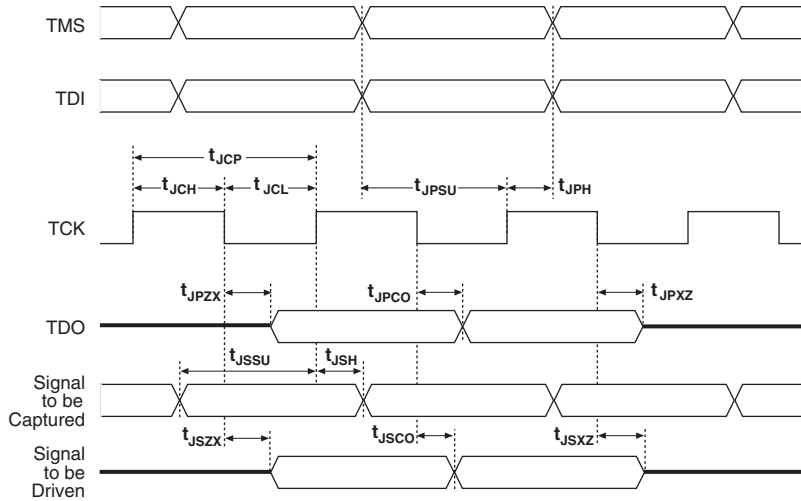 TMS
TDI
tJCP
tJCH
tJCL
tJPSU
tJPH
TCK
tJPZX
tJPCO
tJPXZ
TDO
tJSSU
tJSH
Signal
to be
Captured
tJSZX
tJSCO
tJSXZ
Signal
to be
Driven